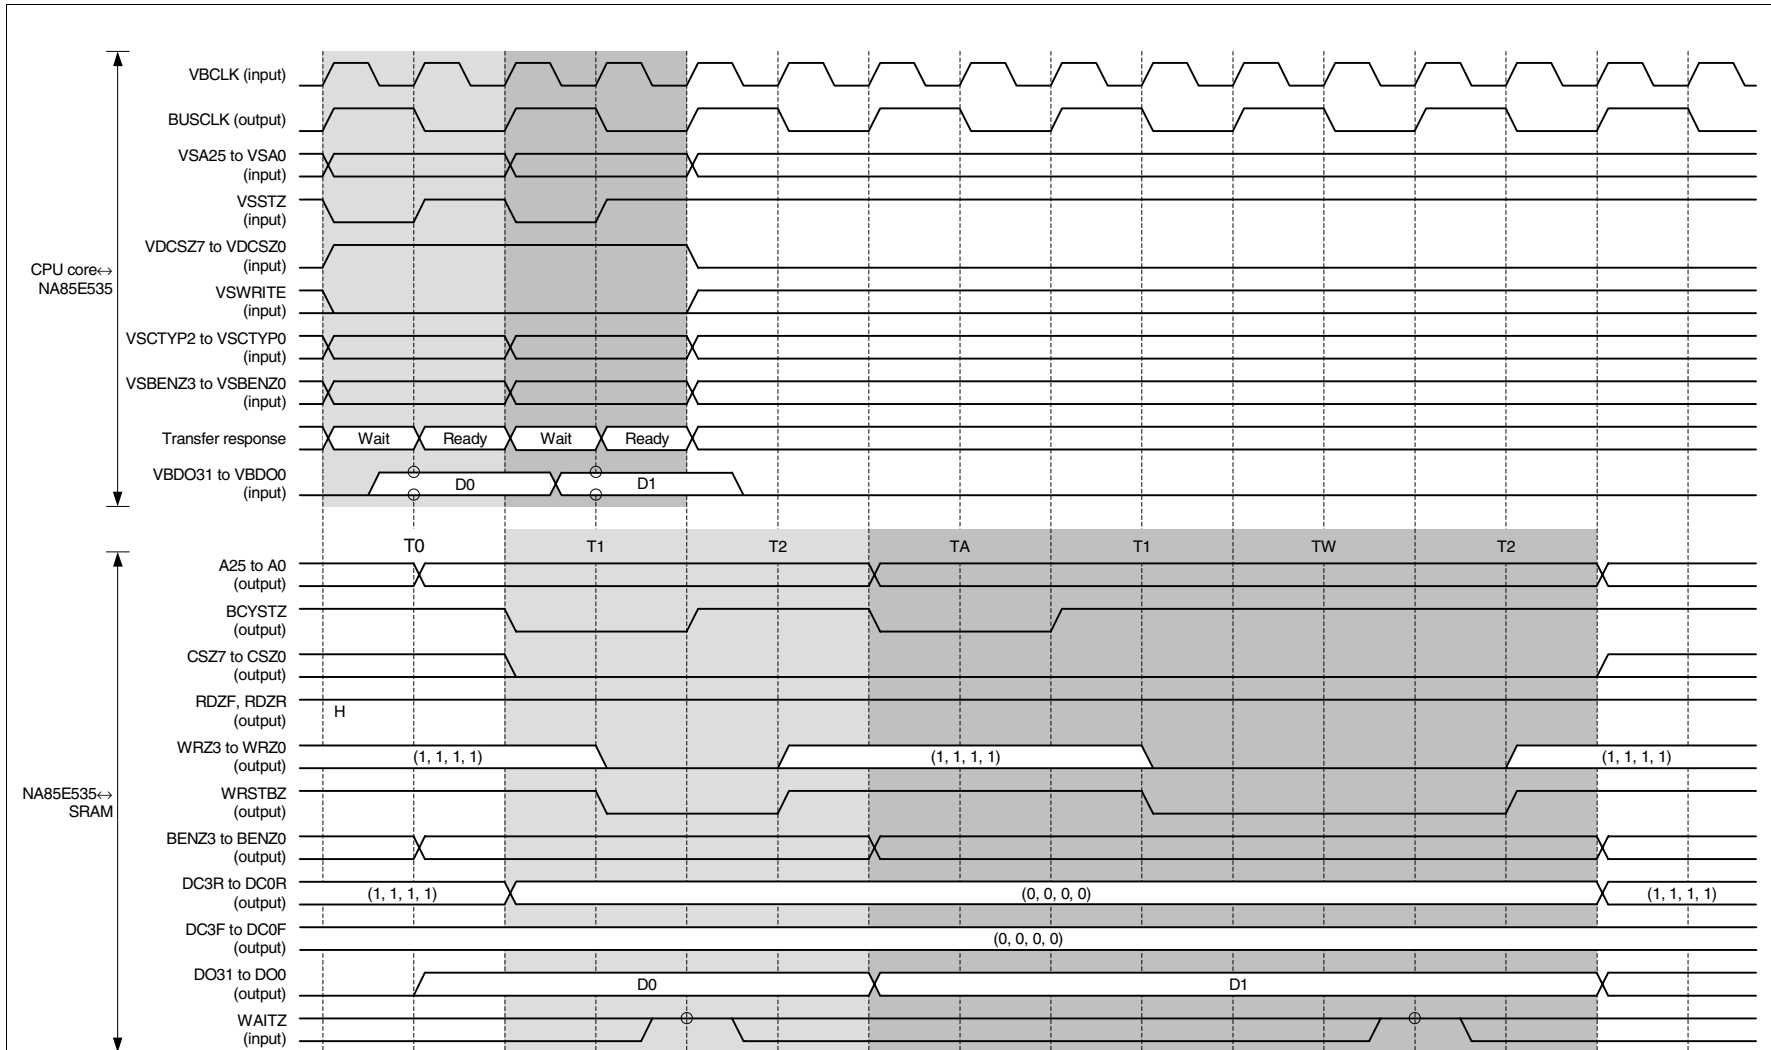 CPU core↔
NA85E535
VBCLK (input)
BUSCLK (output)
VSA25 to VSA0
(input)
VSSTZ
(input)
VDCSZ7 to VDCSZ0
(input)
VSWRITE
(input)
VSCTYP2 to VSCTYP0
(input)
VSBENZ3 to VSBENZ0
(input)
Transfer response Wait Ready Wait Ready
VBDO31 to VBDO0
(input)
D0 D1
NA85E535↔
SRAM
T0 T1 T2 TA T1 TW T2
A25 to A0
(output)
BCYSTZ
(output)
CSZ7 to CSZ0
(output)
RDZF, RDZR
(output)
H
WRZ3 to WRZ0
(output)
(1, 1, 1, 1) (1, 1, 1, 1) (1, 1, 1, 1)
WRSTBZ
(output)
BENZ3 to BENZ0
(output)
DC3R to DC0R
(output)
(1, 1, 1, 1) (0, 0, 0, 0) (1, 1, 1, 1)
DC3F to DC0F
(output)
(0, 0, 0, 0)
DO31 to DO0
(output)
D0 D1
WAITZ
(input)